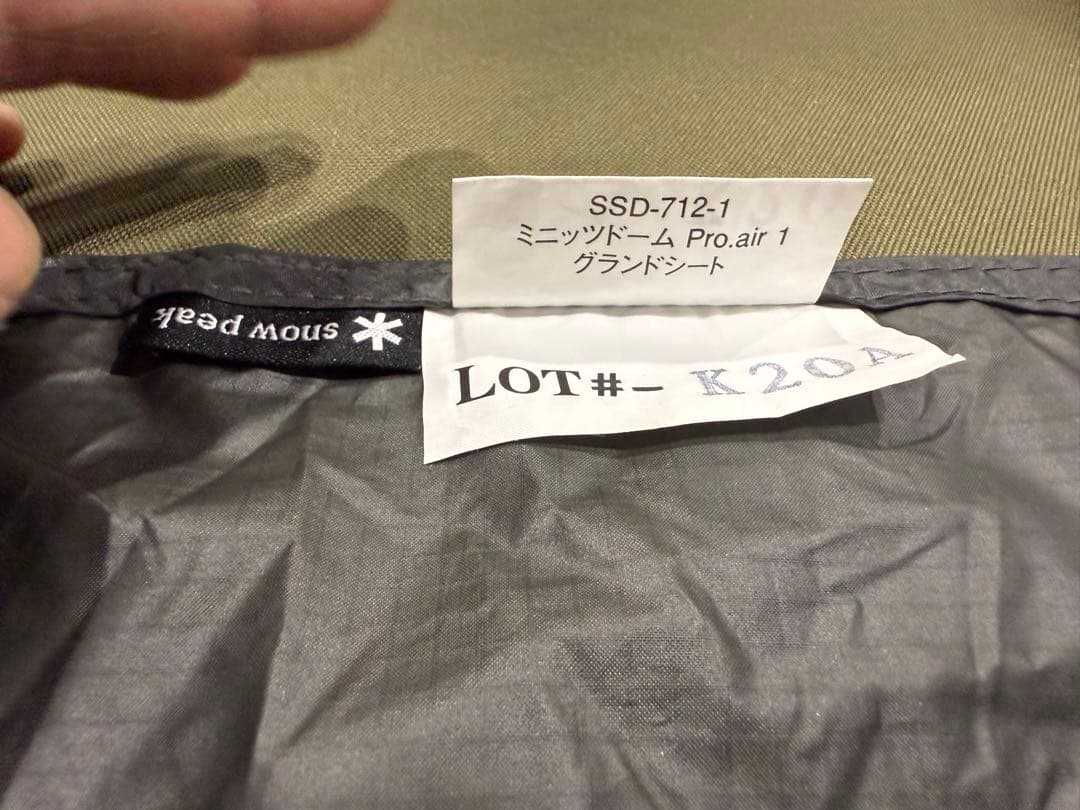 SSD-712-1
ミニッツドーム Pro.air 1
グランドシート
snow peak
LOT #- K20A